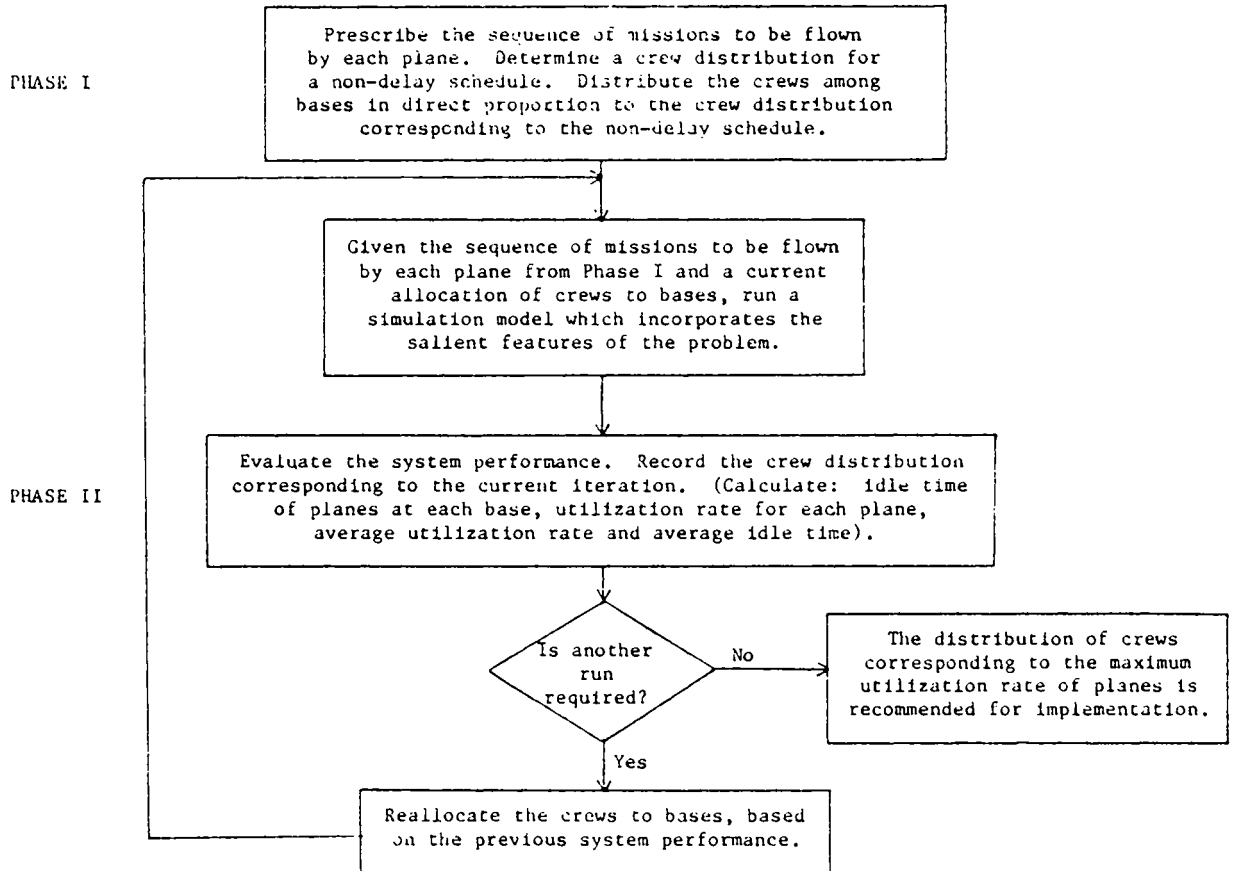 PHASE I
Prescribe the sequence of missions to be flown
by each plane. Determine a crew distribution for
a non-delay schedule. Distribute the crews among
bases in direct proportion to the crew distribution
corresponding to the non-delay schedule.
Given the sequence of missions to be flown
by each plane from Phase I and a current
allocation of crews to bases, run a
simulation model which incorporates the
salient features of the problem.
PHASE II
Evaluate the system performance. Record the crew distribution
corresponding to the current iteration. (Calculate: idle time
of planes at each base, utilization rate for each plane,
average utilization rate and average idle time).
Is another
run
required?
No
The distribution of crews
corresponding to the maximum
utilization rate of planes is
recommended for implementation.
Yes
Reallocate the crews to bases, based
on the previous system performance.